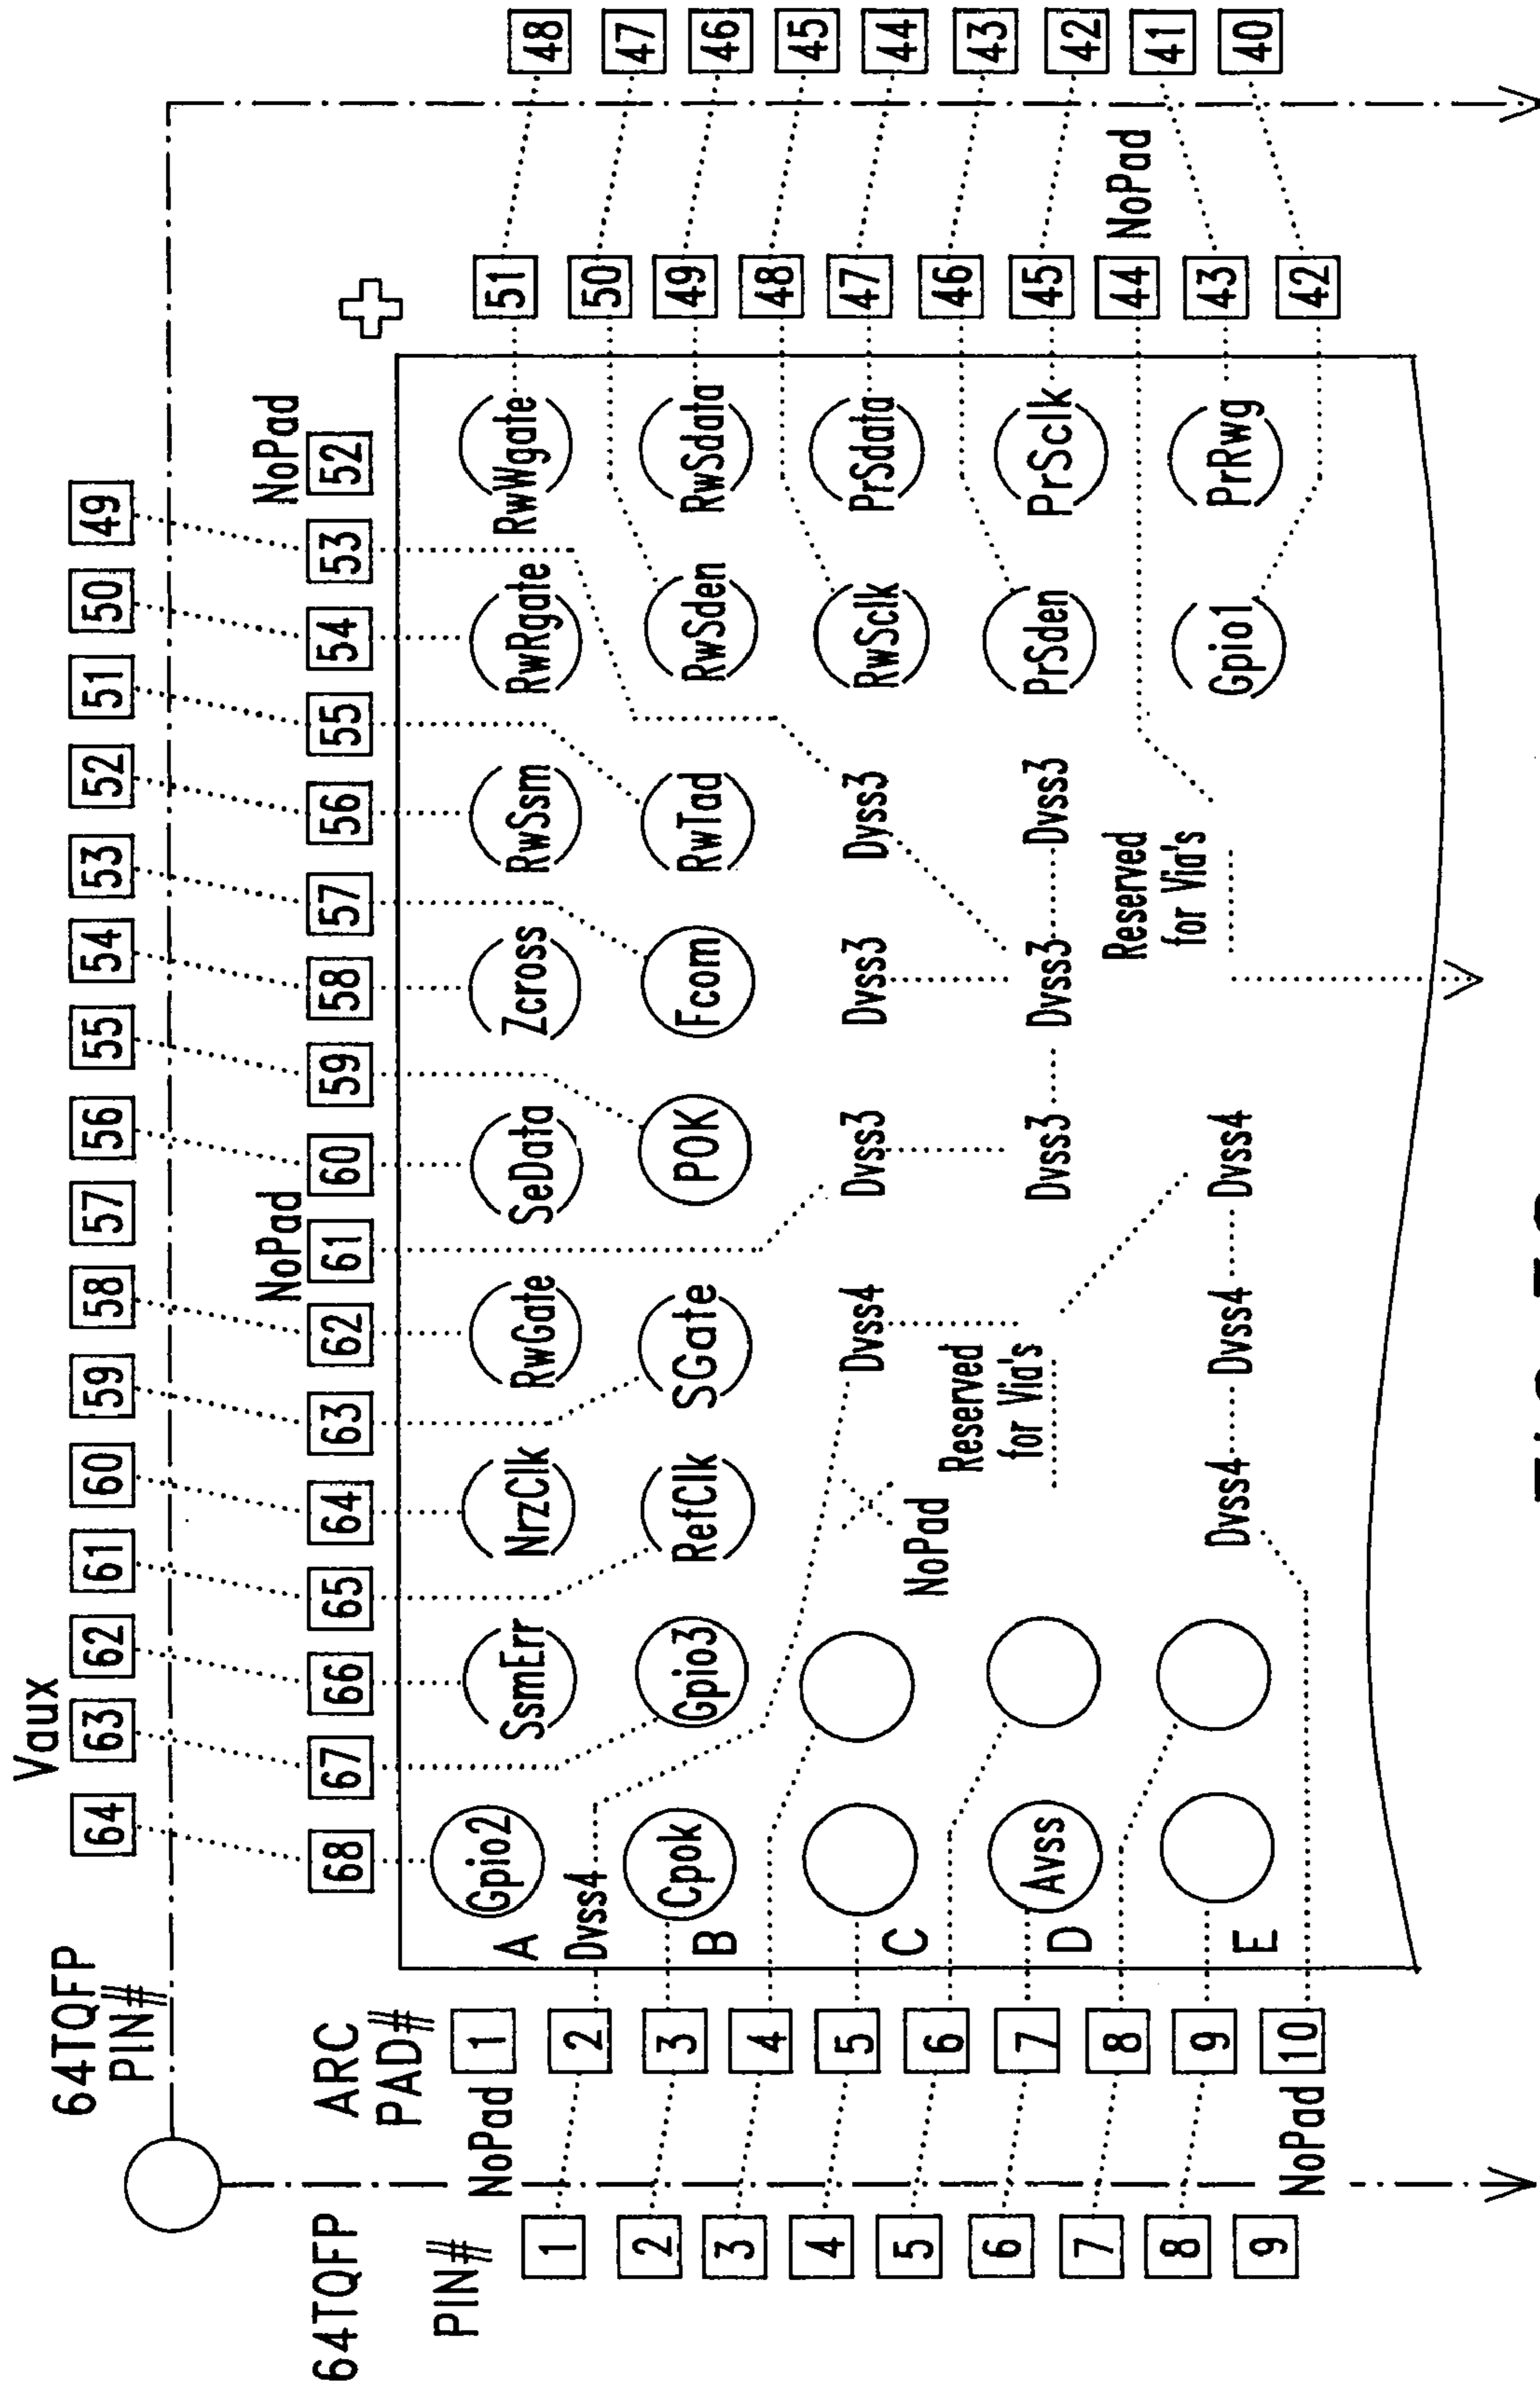 64TQFP
PIN#
Vaux
64 63 62 61 60 59 58 57 56 55 54 53 52 51 50 49
ARC
PAD#
NoPad
NoPad
68 67 66 65 64 63 62 61 60 59 58 57 56 55 54 53 52
64TQFP
PIN#
1
2
3
4
5
6
7
8
9
NoPad
1
2
3
4
5
6
7
8
9
NoPad
10
A
Gpio2 SsmErr NrzClk RwGate SeData Zcross RwSsm RwRgate RwWgate
Dvss4
B
Cpok Gpio3 RefClk SGate POK Fcom RwTad RwSden RwSdata
C
Dvss4 Dvss3 Dvss3 Dvss3 RwSclk PrSdata
NoPad
Reserved
for Via's
D
Avss Dvss3 Dvss3 Dvss3 PrSden PrSclk
Reserved
for Via's
E
Dvss4 Dvss4 Dvss4 Gpio1 PrRwg
51
50
49
48
47
46
45
44 NoPad
43
42
48
47
46
45
44
43
42
41
40